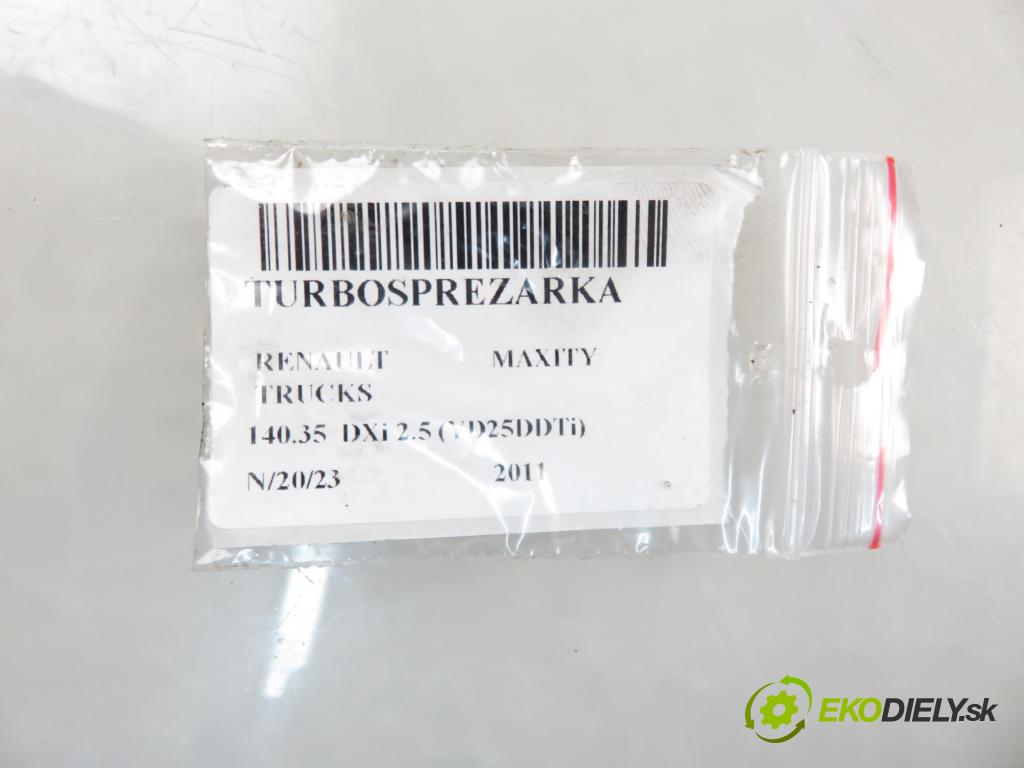 TURBOSPREZARKA
RENAULT MAXITY
TRUCKS
140.35 DXi 2.5 (YD25DDTi)
N/20/23 2011
EKODIELY.sk